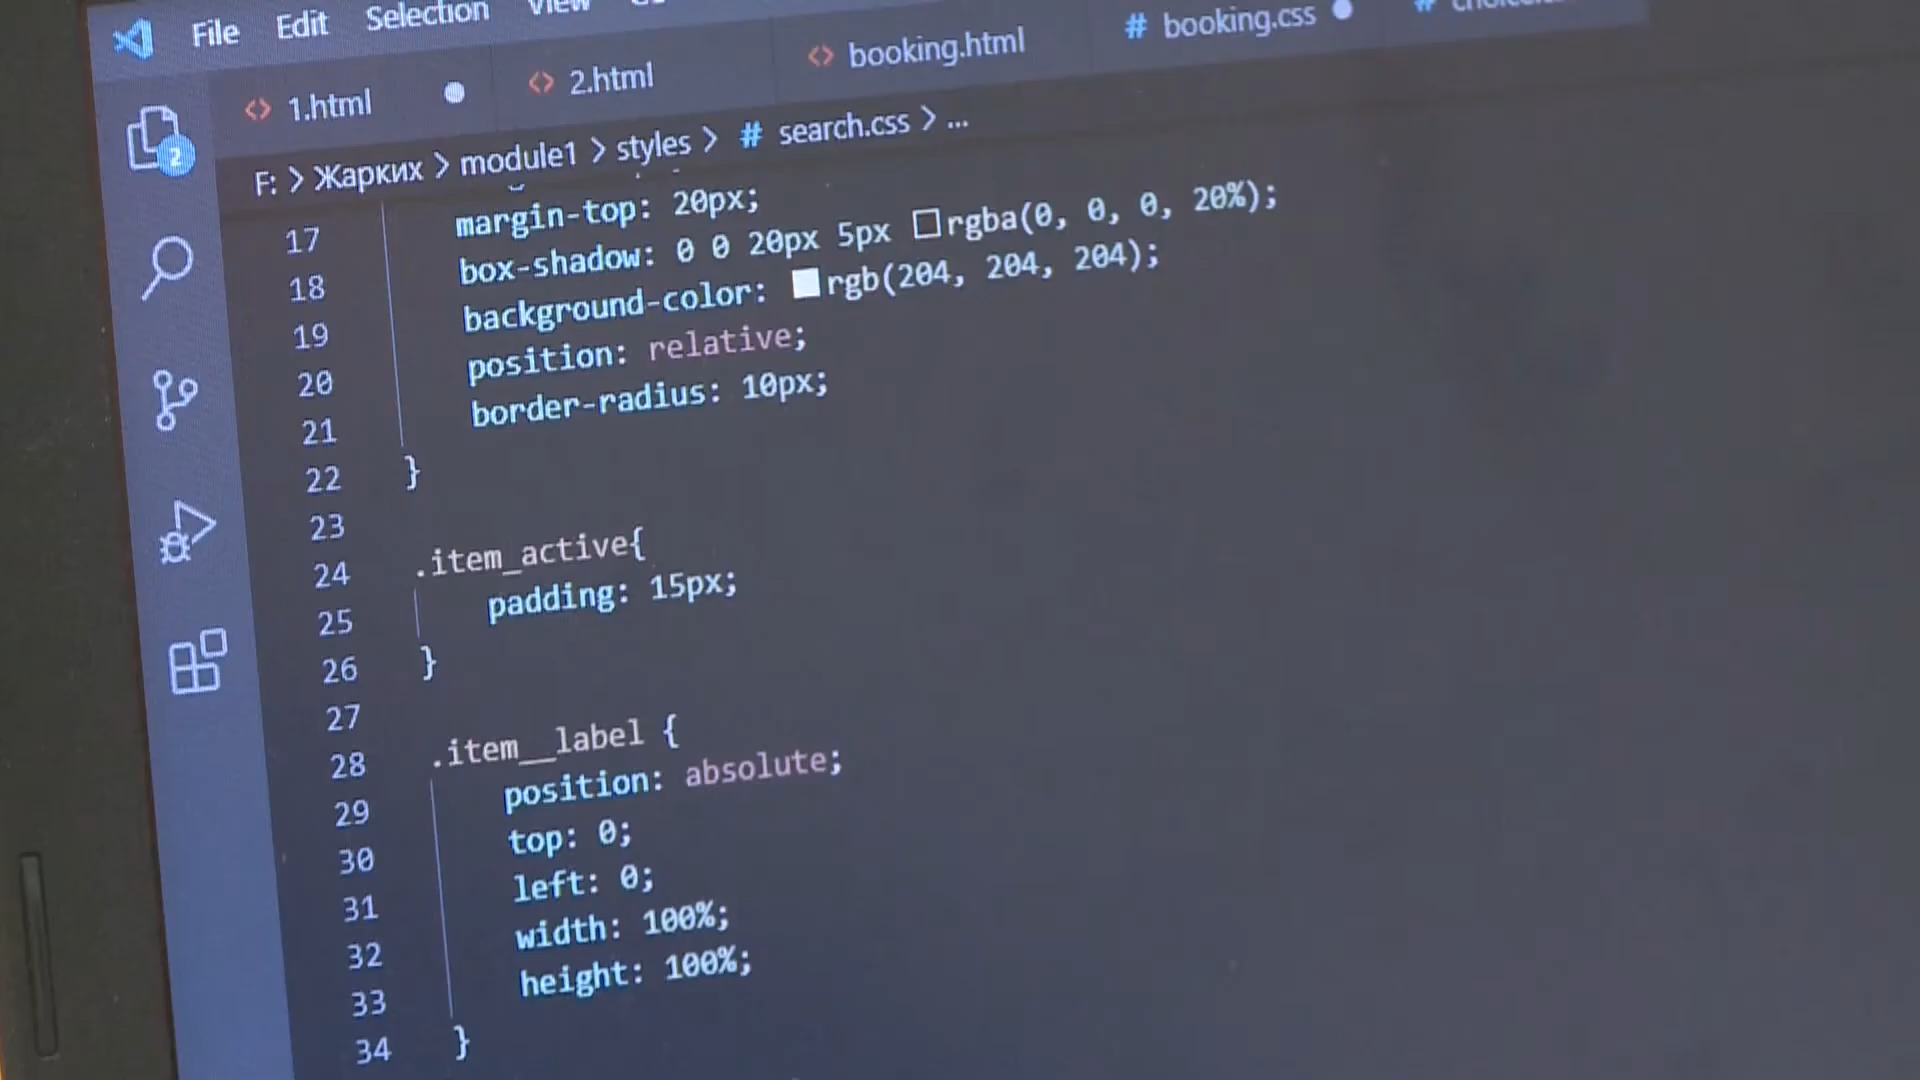 File Edit Selection View
1.html 2.html booking.html # booking.css
2
F: > Жарких > module1 > styles > # search.css > ...
17 margin-top: 20px;
18 box-shadow: 0 0 20px 5px rgba(0, 0, 0, 20%);
19 background-color: rgb(204, 204, 204);
20 position: relative;
21 border-radius: 10px;
22 }
23
24 .item_active{
25 padding: 15px;
26 }
27
28 .item__label {
29 position: absolute;
30 top: 0;
31 left: 0;
32 width: 100%;
33 height: 100%;
34 }